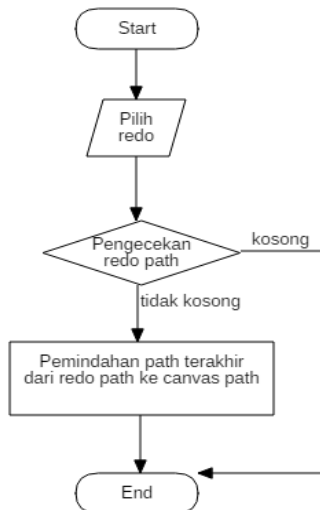 Start
Pilih
redo
Pengecekan
redo path
kosong
tidak kosong
Pemindahan path terakhir
dari redo path ke canvas path
End